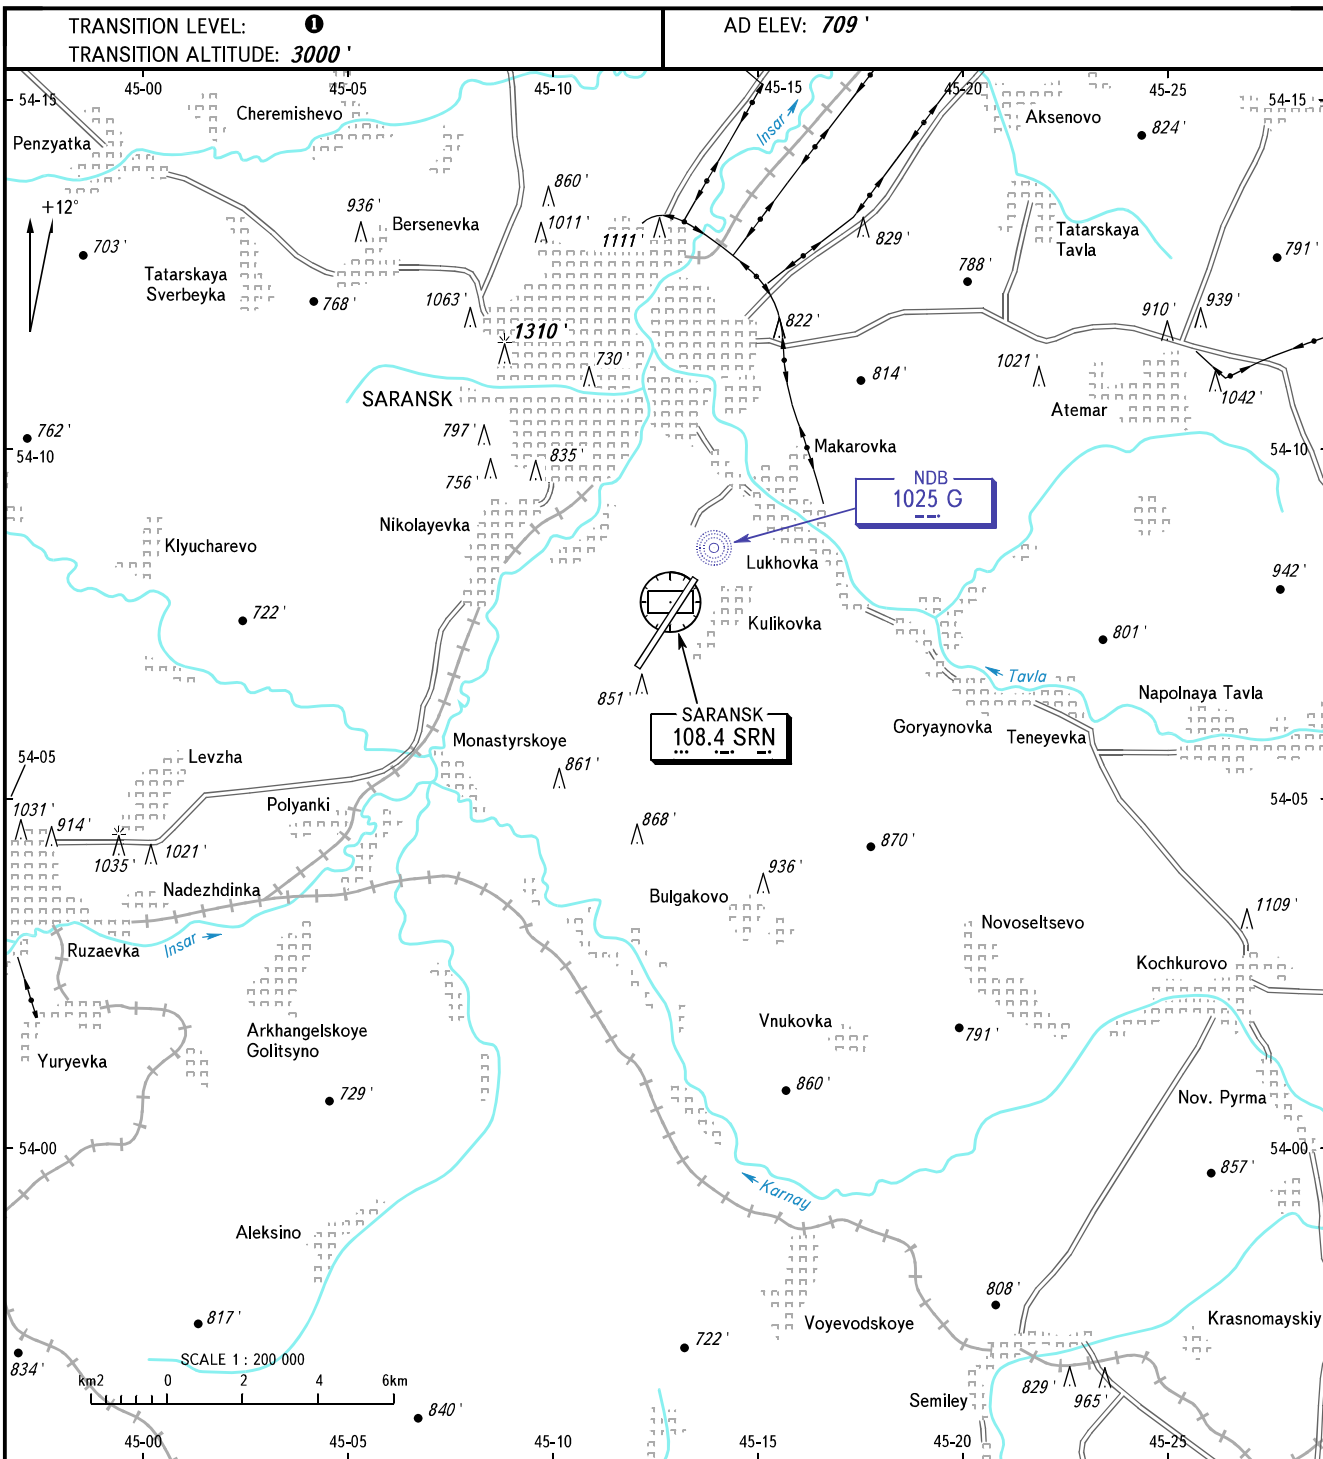 TRANSITION LEVEL: ❶
TRANSITION ALTITUDE: 3000 '
AD ELEV: 709 '
45-00 45-05 45-10 45-15 45-20 45-25
54-15 54-15
Cheremishevo
Aksenovo
824 '
Penzyatka
Insar
+12°
860 '
936 '
Bersenevka
1011 '
1111 '
829 '
Tatarskaya
Tavla
703 '
791 '
Tatarskaya
Sverbeyka
788 '
768 '
1063 '
939 '
910 '
822 '
1310 '
730 '
814 '
1021 '
1042 '
SARANSK
Atemar
762 '
797 '
Makarovka
54-10 54-10
835 '
756 '
NDB
1025 G
Nikolayevka
Klyucharevo
Lukhovka
942 '
722 '
Kulikovka
801 '
Tavla
851 '
Napolnaya Tavla
SARANSK
108.4 SRN
Goryaynovka
Teneyevka
Monastyrskoye
54-05
Levzha
861 '
Polyanki
54-05
1031 '
914 '
868 '
870 '
1035 '
1021 '
936 '
Nadezhdinka
Bulgakovo
1109 '
Novoseltsevo
Ruzaevka
Insar
Kochkurovo
Vnukovka
Arkhangelskoye
Golitsyno
791 '
Yuryevka
860 '
729 '
Nov. Pyrma
54-00 54-00
857 '
Karnay
Aleksino
808 '
817 '
Voyevodskoye
Krasnomayskiy
722 '
SCALE 1 : 200 000
834 '
km2 0 2 4 6km
829 '
965 '
Semiley
840 '
45-00 45-05 45-10 45-15 45-20 45-25